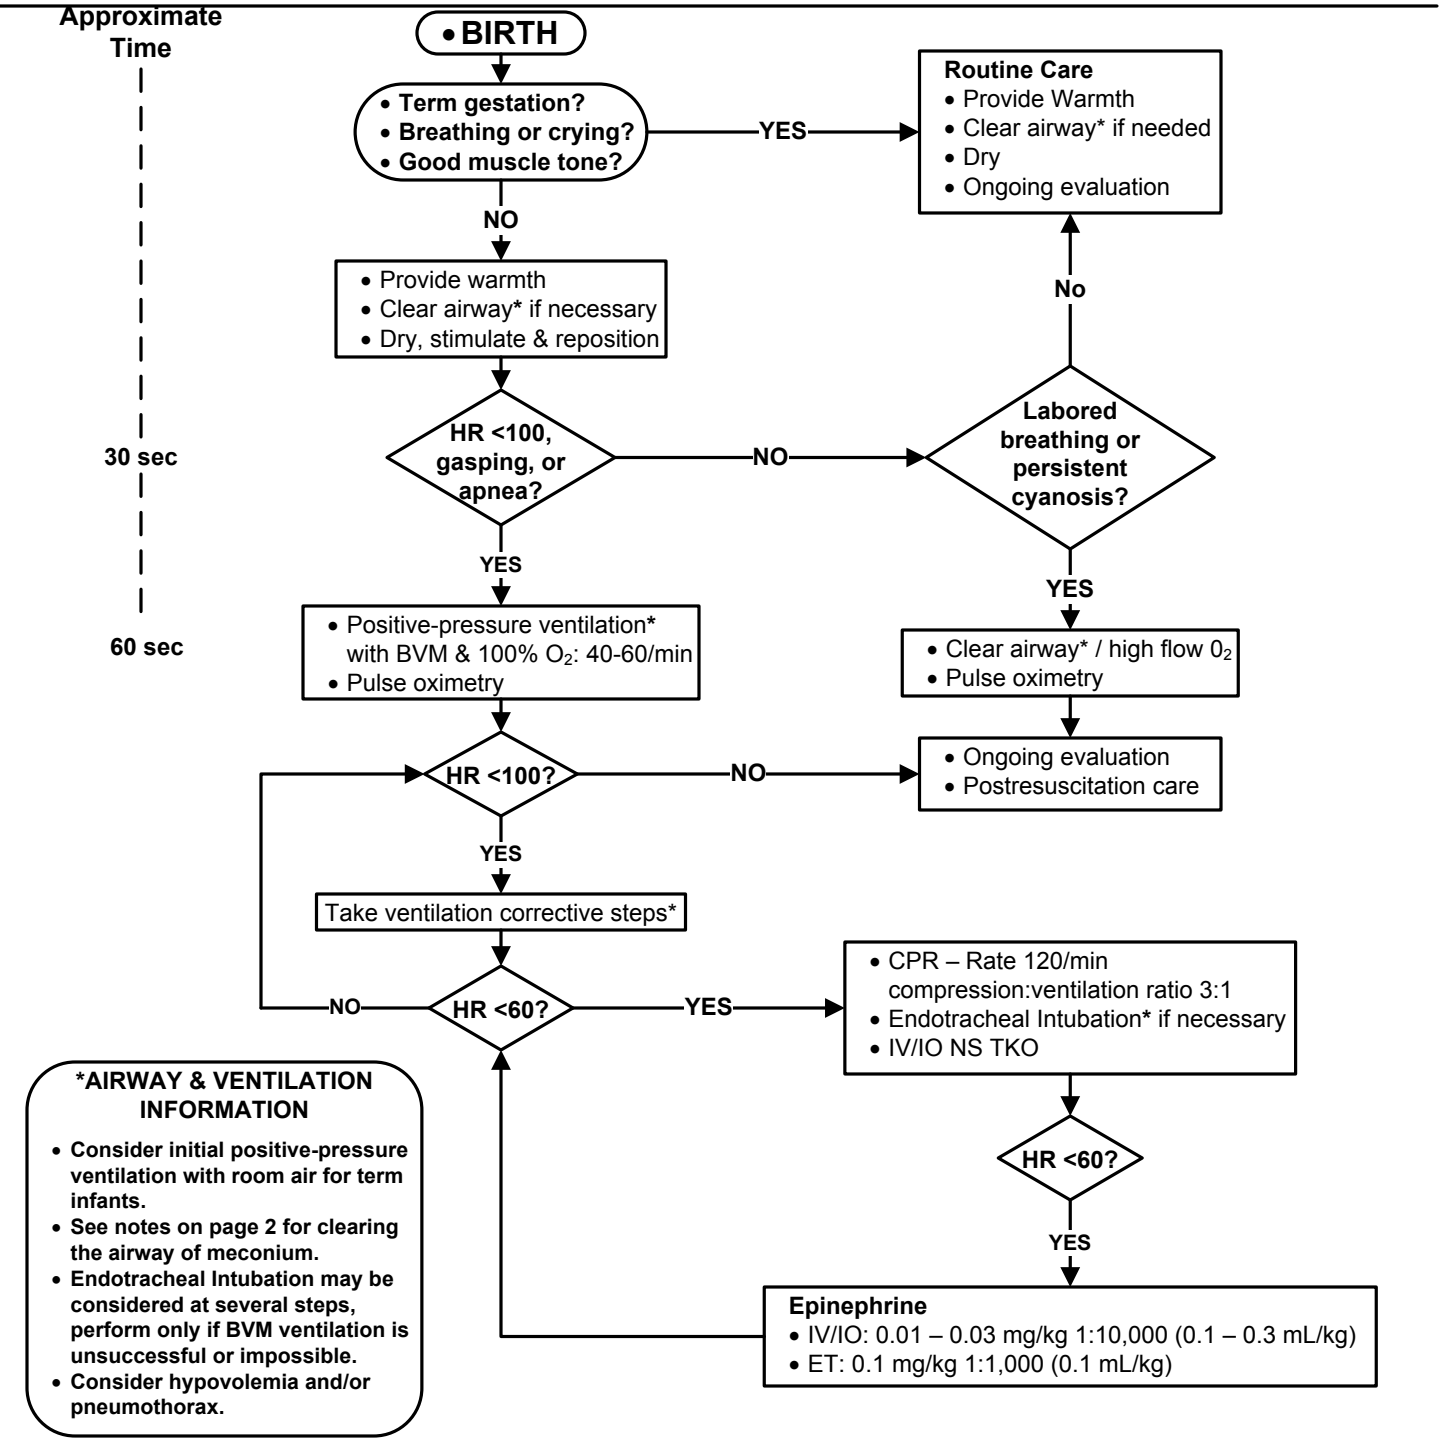 Approximate
Time
• BIRTH
• Term gestation?
• Breathing or crying?
• Good muscle tone?
YES
Routine Care
• Provide Warmth
• Clear airway* if needed
• Dry
• Ongoing evaluation
NO
• Provide warmth
• Clear airway* if necessary
• Dry, stimulate & reposition
No
30 sec
HR <100,
gasping, or
apnea?
NO
Labored
breathing or
persistent
cyanosis?
YES
YES
60 sec
• Positive-pressure ventilation*
with BVM & 100% O₂: 40-60/min
• Pulse oximetry
• Clear airway* / high flow 0₂
• Pulse oximetry
HR <100?
NO
• Ongoing evaluation
• Postresuscitation care
YES
Take ventilation corrective steps*
NO
HR <60?
YES
• CPR – Rate 120/min
compression:ventilation ratio 3:1
• Endotracheal Intubation* if necessary
• IV/IO NS TKO
HR <60?
YES
Epinephrine
• IV/IO: 0.01 – 0.03 mg/kg 1:10,000 (0.1 – 0.3 mL/kg)
• ET: 0.1 mg/kg 1:1,000 (0.1 mL/kg)
*AIRWAY & VENTILATION
INFORMATION
• Consider initial positive-pressure
ventilation with room air for term
infants.
• See notes on page 2 for clearing
the airway of meconium.
• Endotracheal Intubation may be
considered at several steps,
perform only if BVM ventilation is
unsuccessful or impossible.
• Consider hypovolemia and/or
pneumothorax.